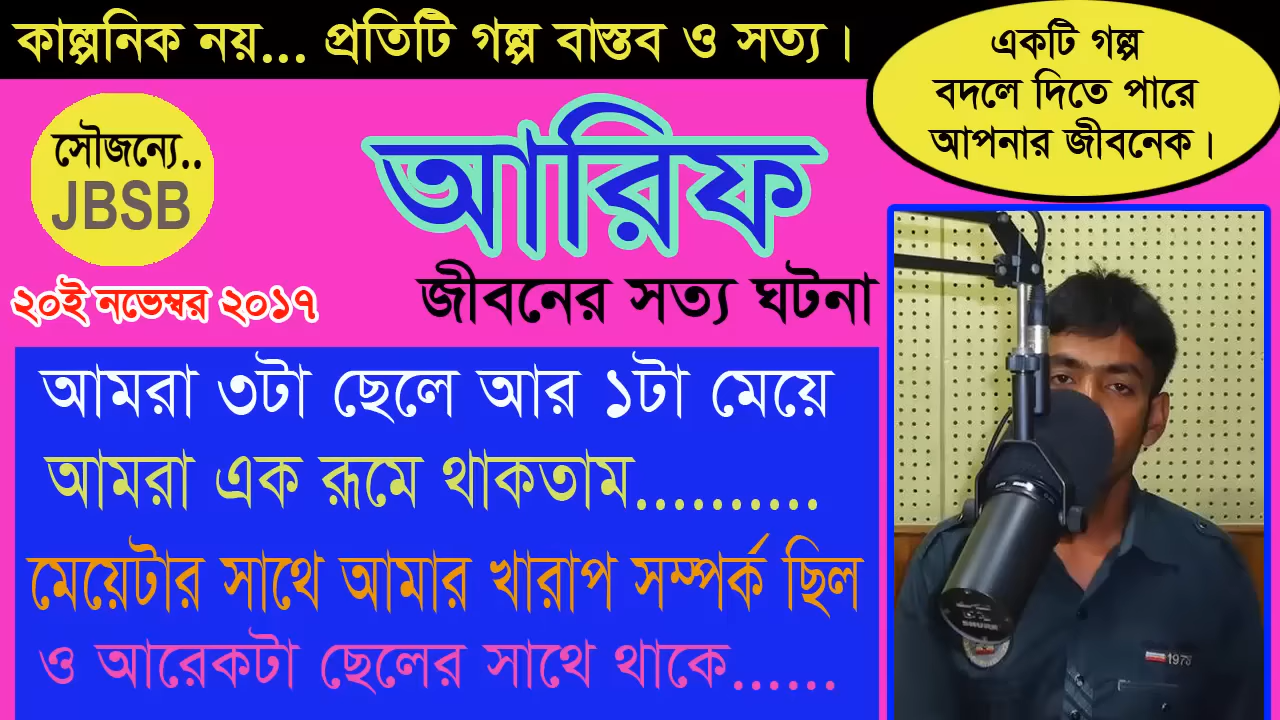 কাল্পনিক নয়... প্রতিটি গল্প বাস্তব ও সত্য।
একটি গল্প
বদলে দিতে পারে
আপনার জীবনেক।
সৌজন্যে..
JBSB
আরিফ
জীবনের সত্য ঘটনা
২০ই নভেম্বর ২০১৭
আমরা ৩টা ছেলে আর ১টা মেয়ে
আমরা এক রূমে থাকতাম..........
মেয়েটার সাথে আমার খারাপ সম্পর্ক ছিল
ও আরেকটা ছেলের সাথে থাকে......
SHURE